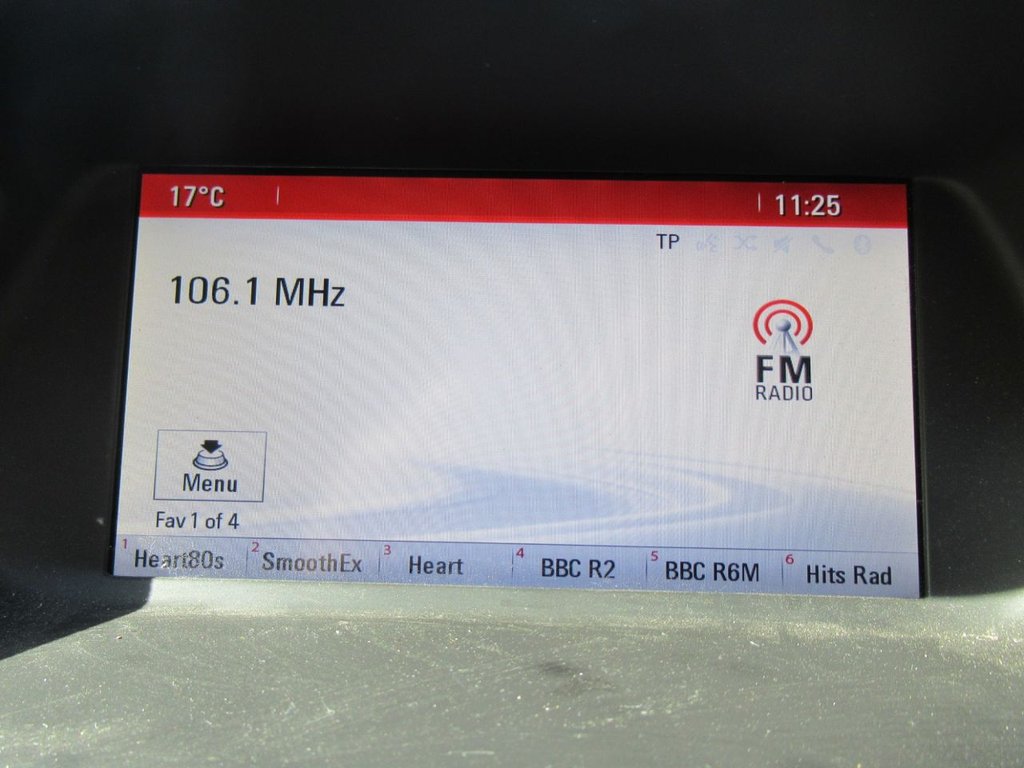 17°C 11:25
TP
106.1 MHz
FM
RADIO
Menu
Fav 1 of 4
1 Heart80s 2 SmoothEx 3 Heart 4 BBC R2 5 BBC R6M 6 Hits Rad